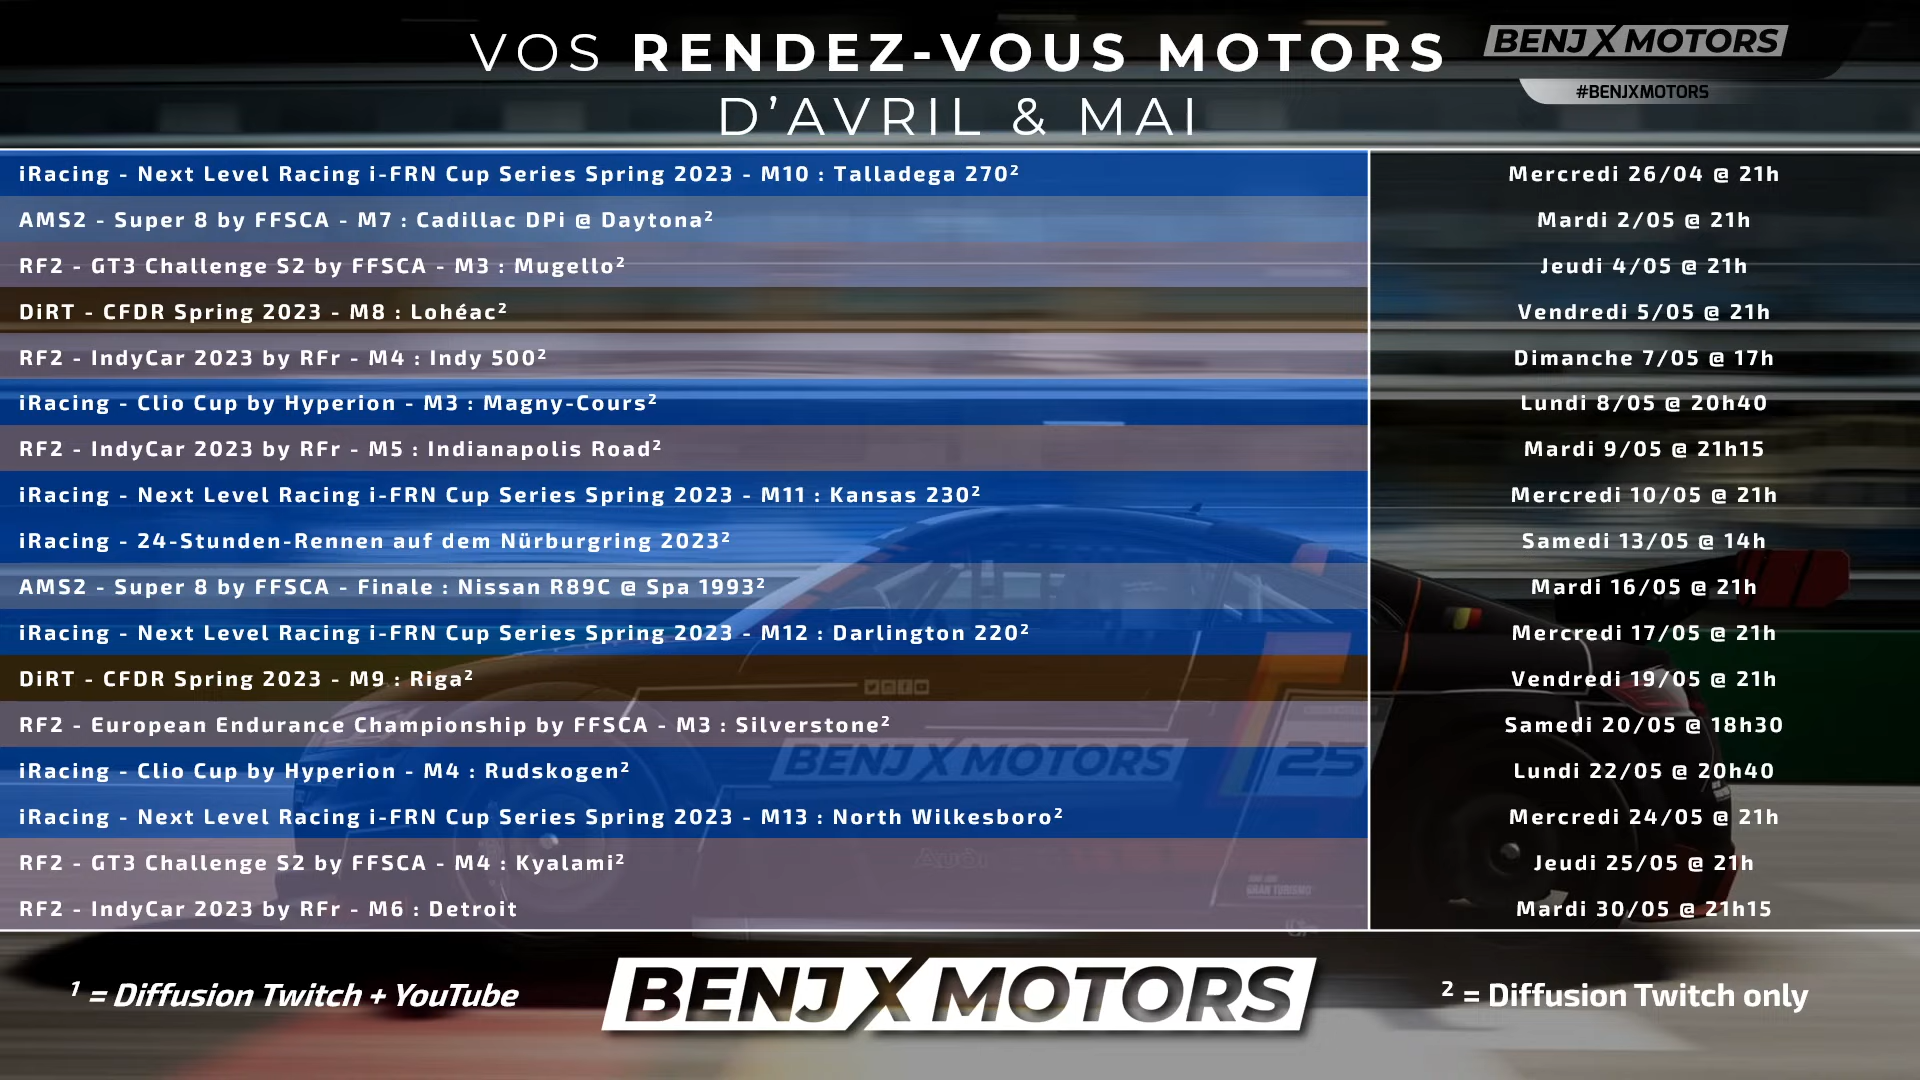 VOS RENDEZ-VOUS MOTORS
D'AVRIL & MAI
BENJ X MOTORS
#BENJXMOTORS
iRacing - Next Level Racing i-FRN Cup Series Spring 2023 - M10 : Talladega 270² Mercredi 26/04 @ 21h
AMS2 - Super 8 by FFSCA - M7 : Cadillac DPi @ Daytona² Mardi 2/05 @ 21h
RF2 - GT3 Challenge S2 by FFSCA - M3 : Mugello² Jeudi 4/05 @ 21h
DiRT - CFDR Spring 2023 - M8 : Lohéac² Vendredi 5/05 @ 21h
RF2 - IndyCar 2023 by RFr - M4 : Indy 500² Dimanche 7/05 @ 17h
iRacing - Clio Cup by Hyperion - M3 : Magny-Cours² Lundi 8/05 @ 20h40
RF2 - IndyCar 2023 by RFr - M5 : Indianapolis Road² Mardi 9/05 @ 21h15
iRacing - Next Level Racing i-FRN Cup Series Spring 2023 - M11 : Kansas 230² Mercredi 10/05 @ 21h
iRacing - 24-Stunden-Rennen auf dem Nürburgring 2023² Samedi 13/05 @ 14h
AMS2 - Super 8 by FFSCA - Finale : Nissan R89C @ Spa 1993² Mardi 16/05 @ 21h
iRacing - Next Level Racing i-FRN Cup Series Spring 2023 - M12 : Darlington 220² Mercredi 17/05 @ 21h
DiRT - CFDR Spring 2023 - M9 : Riga² Vendredi 19/05 @ 21h
RF2 - European Endurance Championship by FFSCA - M3 : Silverstone² Samedi 20/05 @ 18h30
BENJ X MOTORS 25
iRacing - Clio Cup by Hyperion - M4 : Rudskogen² Lundi 22/05 @ 20h40
iRacing - Next Level Racing i-FRN Cup Series Spring 2023 - M13 : North Wilkesboro² Mercredi 24/05 @ 21h
RF2 - GT3 Challenge S2 by FFSCA - M4 : Kyalami² Jeudi 25/05 @ 21h
Audi
GRAN TURISMO
RF2 - IndyCar 2023 by RFr - M6 : Detroit Mardi 30/05 @ 21h15
¹ = Diffusion Twitch + YouTube
BENJ X MOTORS
² = Diffusion Twitch only